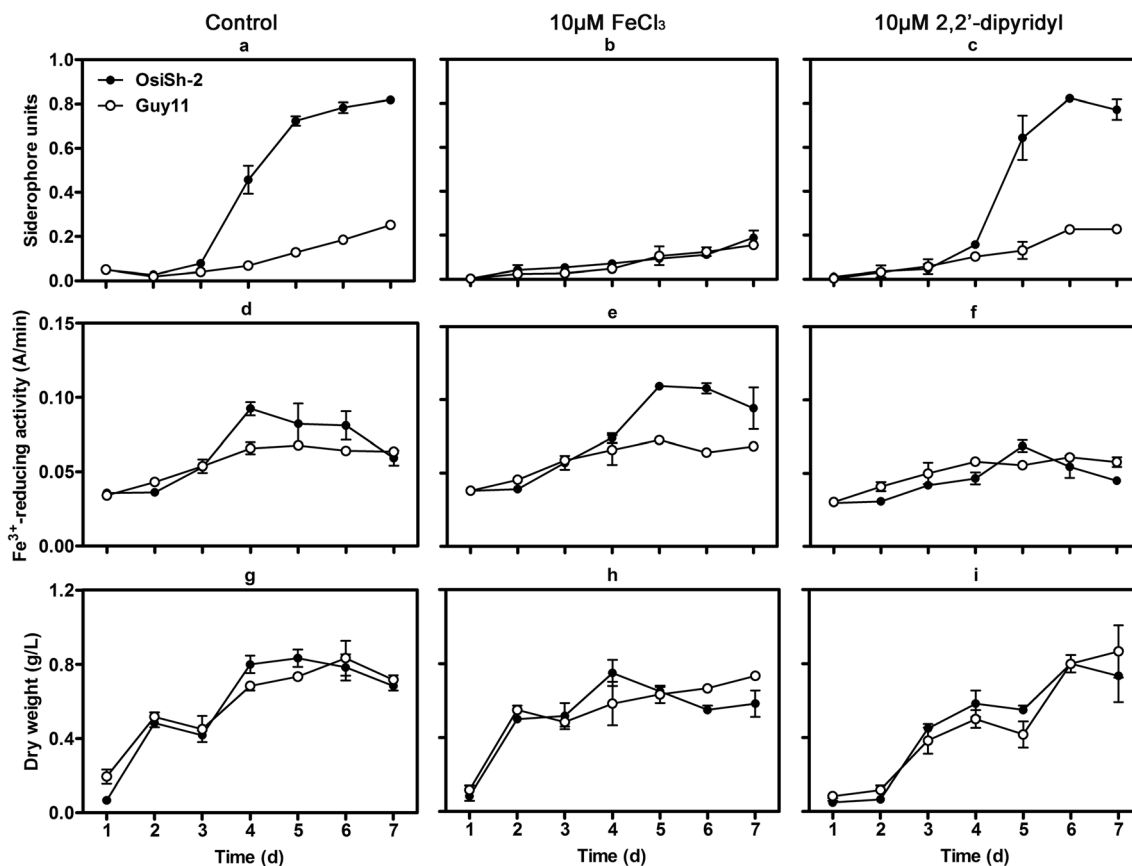 Control
10µM FeCl₃
10µM 2,2’-dipyridyl
a
b
c
Siderophore units
1.0
0.8
0.6
0.4
0.2
0.0
OsiSh-2
Guy11
d
e
f
Fe³⁺-reducing activity (A/min)
0.15
0.10
0.05
0.00
g
h
i
Dry weight (g/L)
1.2
0.8
0.4
0.0
1 2 3 4 5 6 7
1 2 3 4 5 6 7
1 2 3 4 5 6 7
Time (d)
Time (d)
Time (d)